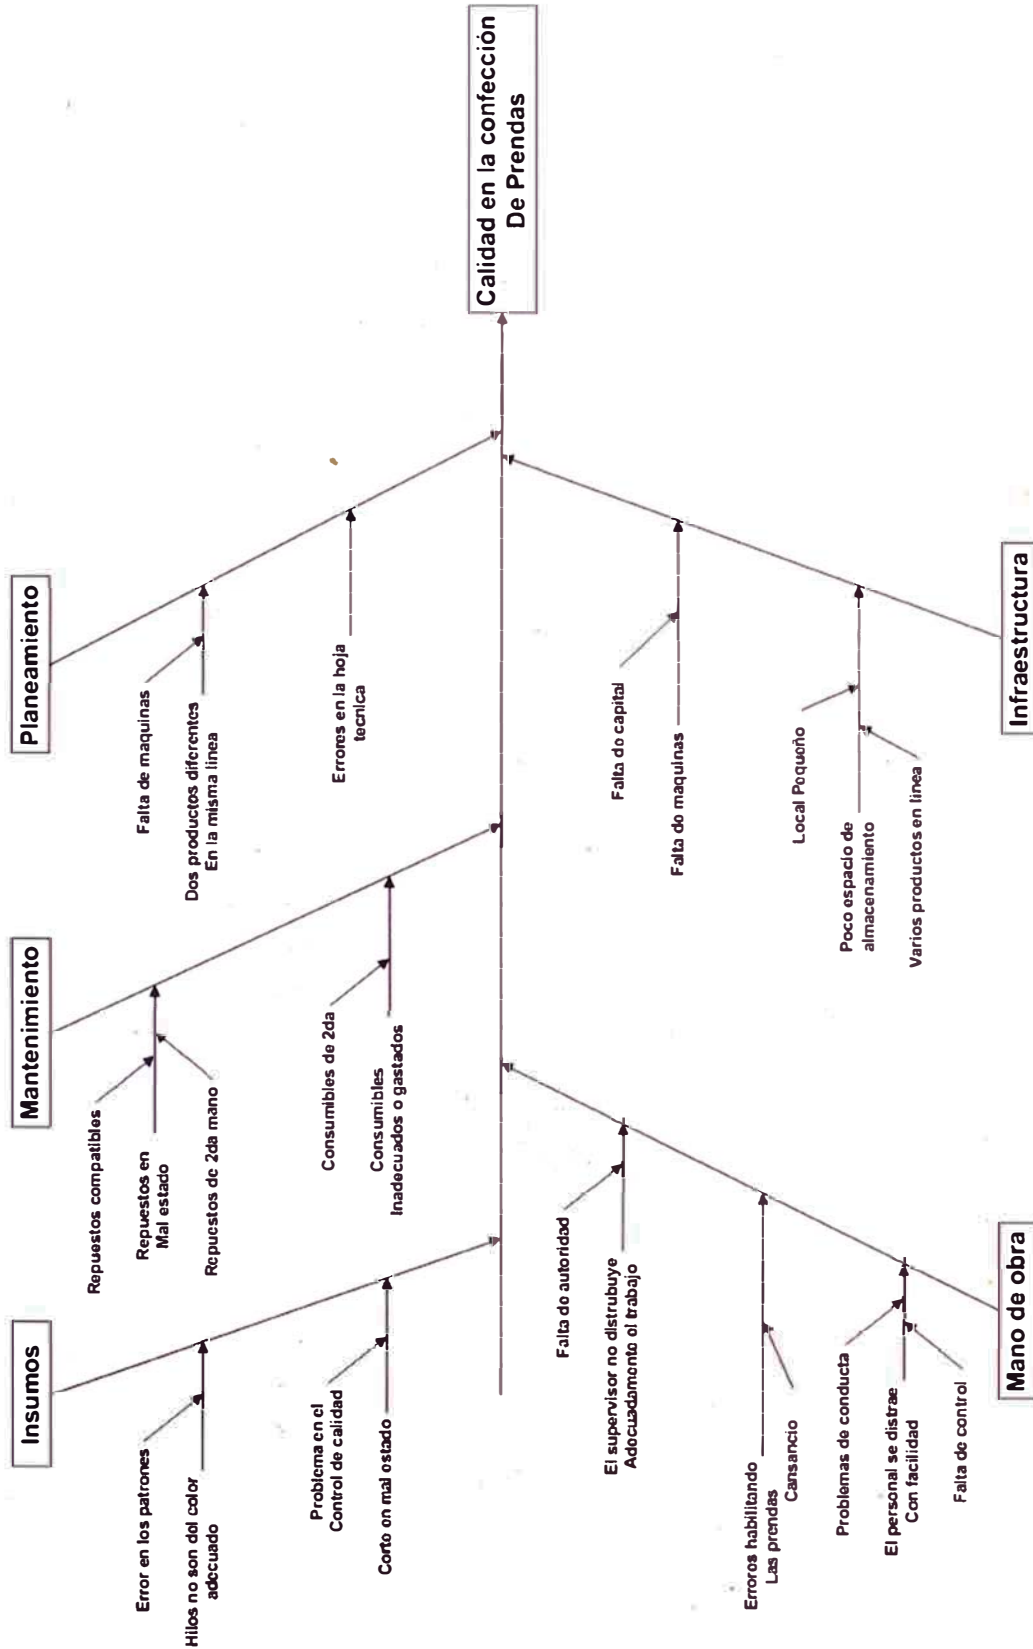 Insumos
Mantenimiento
Planeamiento
Error en los patrones
Hilos no son del color
adecuado
Problema en el
Control de calidad
Corte en mal estado
Repuestos compatibles
Repuestos en
Mal estado
Repuestos de 2da mano
Consumibles de 2da
Consumibles
Inadecuados o gastados
Falta de maquinas
Dos productos diferentes
En la misma linea
Errores en la hoja
tecnica
Calidad en la confección
De Prendas
Falta de autoridad
El supervisor no distrubuye
Adecuadamente el trabajo
Errores habilitando
Las prendas
Cansancio
Problemas de conducta
El personal se distrae
Con facilidad
Falta de control
Falta de capital
Falta de maquinas
Local Pequeño
Poco espacio de
almacenamiento
Varios productos en linea
Mano de obra
Infraestructura